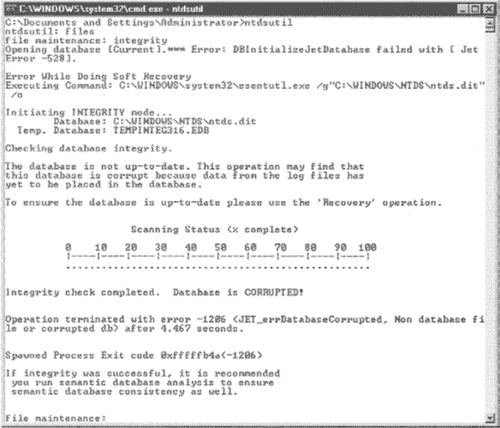 C:\WINDOWS\system32\cmd.exe - ntdsutil
C:\Documents and Settings\Administrator>ntdsutil
ntdsutil: files
file maintenance: integrity
Opening database [Current].*** Error: DBInitializeJetDatabase failed with [ Jet
Error -528].
Error While Doing Soft Recovery
Executing Command: C:\WINDOWS\system32\esentutl.exe /g"C:\WINDOWS\NTDS\ntds.dit"
/o
Initiating INTEGRITY mode...
Database: C:\WINDOWS\NTDS\ntds.dit
Temp. Database: TEMPINTEG316.EDB
Checking database integrity.
The database is not up-to-date. This operation may find that
this database is corrupt because data from the log files has
yet to be placed in the database.
To ensure the database is up-to-date please use the 'Recovery' operation.
Scanning Status (% complete)
0 10 20 30 40 50 60 70 80 90 100
|----|----|----|----|----|----|----|----|----|----|
...................................................
Integrity check completed. Database is CORRUPTED!
Operation terminated with error -1206 (JET_errDatabaseCorrupted, Non database fi
le or corrupted db) after 4.467 seconds.
Spawned Process Exit code 0xfffffb4a(-1206)
If integrity was successful, it is recommended
you run semantic database analysis to ensure
semantic database consistency as well.
file maintenance: